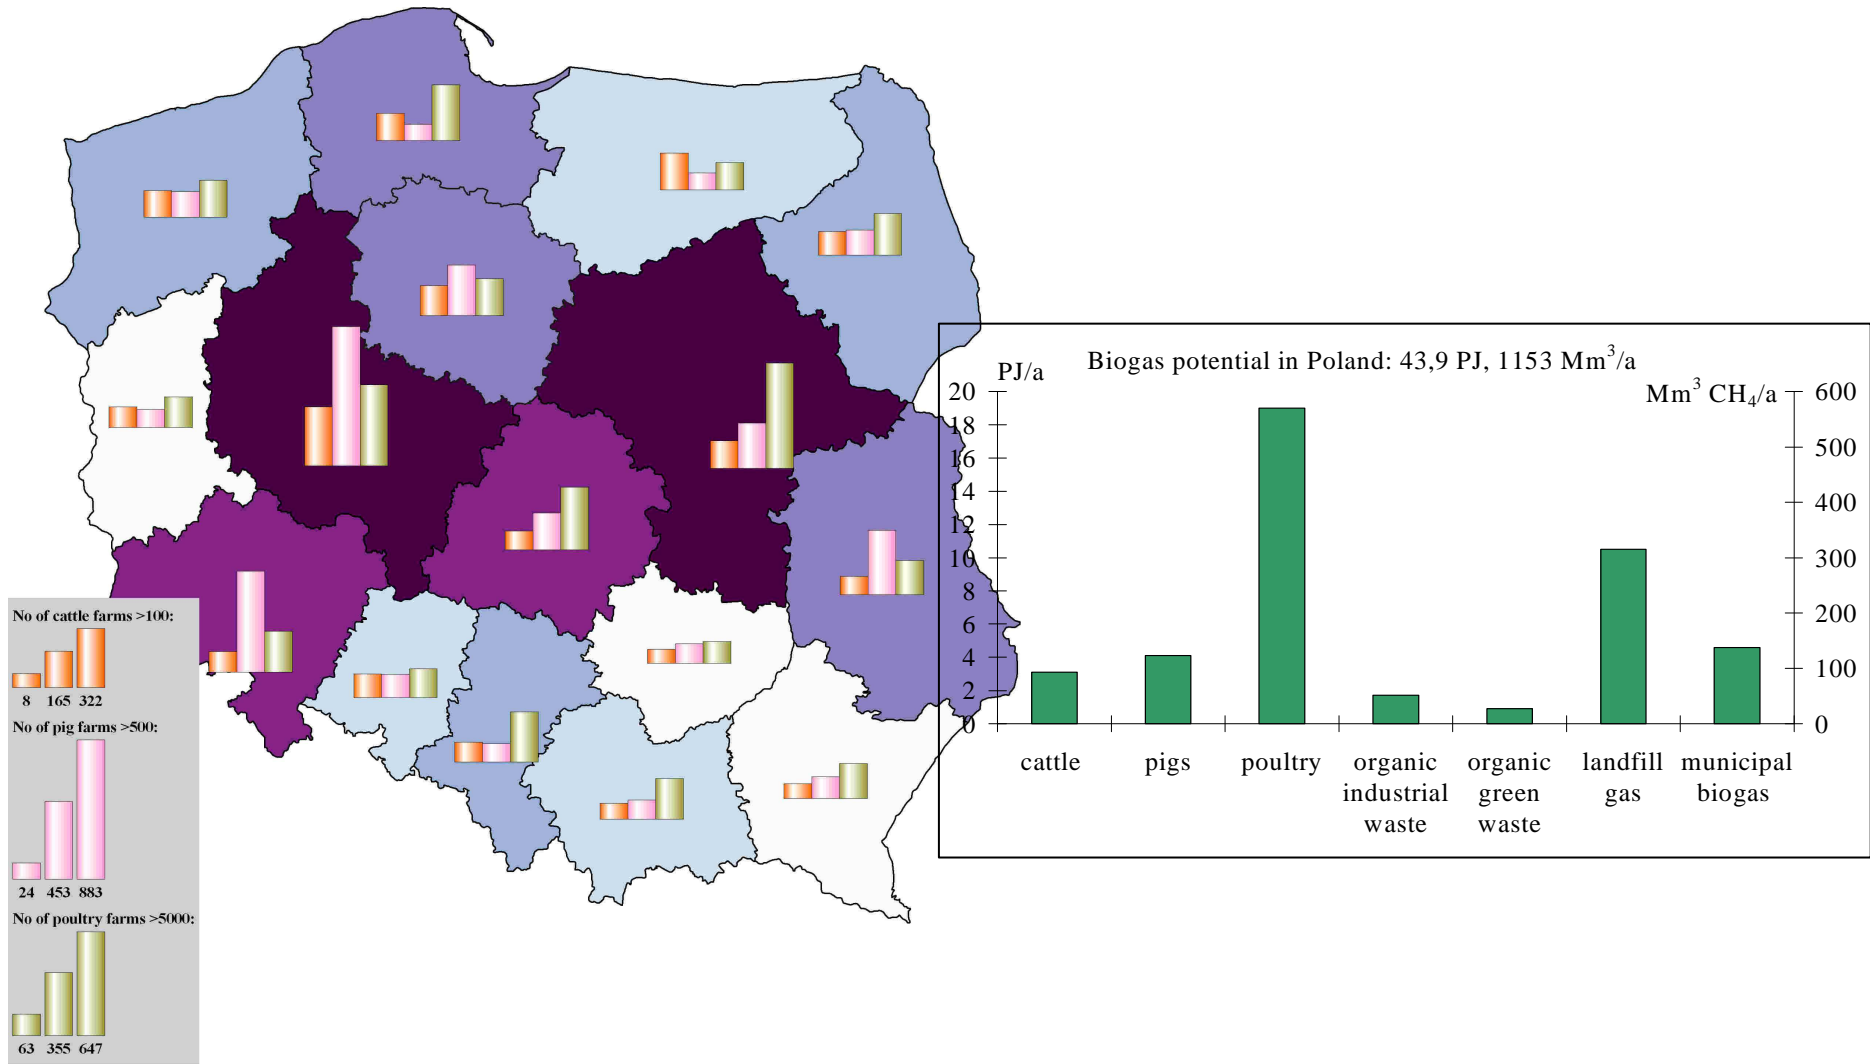 Biogas potential in Poland: 43,9 PJ, 1153 Mm³/a
PJ/a
Mm³ CH₄/a
20
18
16
14
12
10
8
6
4
2
0
600
500
400
300
200
100
0
cattle
pigs
poultry
organic industrial waste
organic green waste
landfill gas
municipal biogas
No of cattle farms >100:
8 165 322
No of pig farms >500:
24 453 883
No of poultry farms >5000:
63 355 647